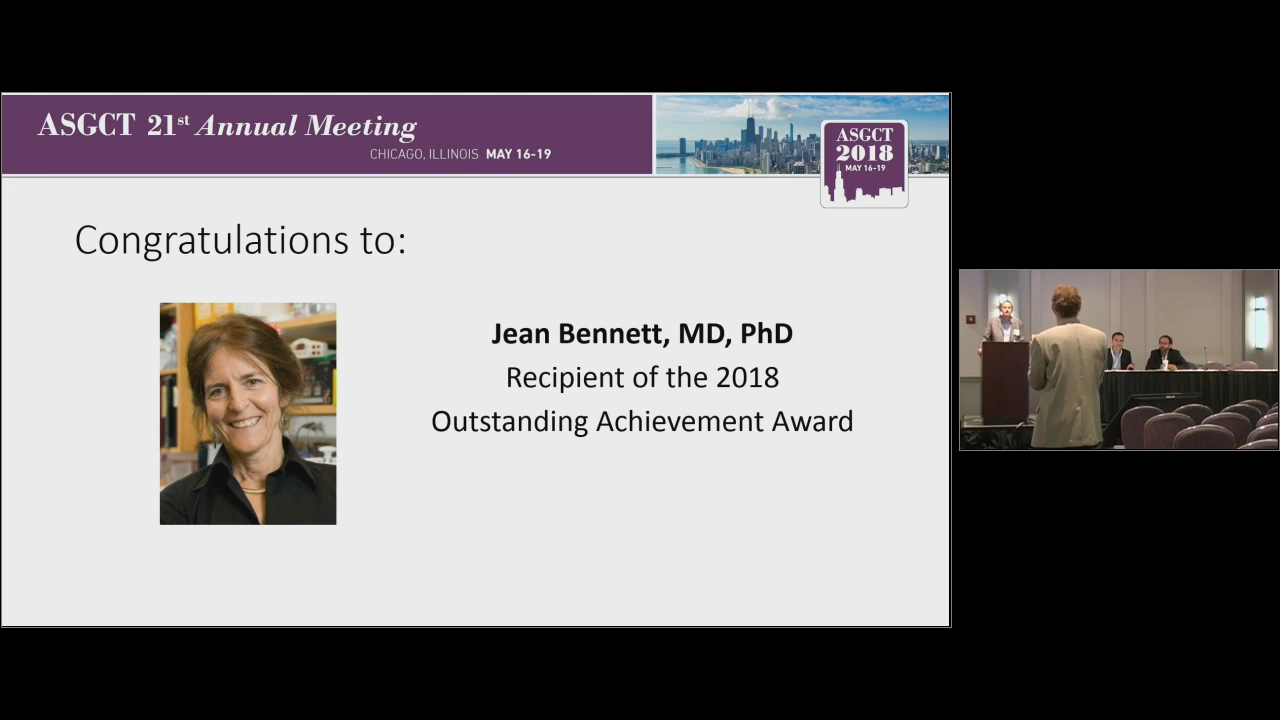 ASGCT 21st Annual Meeting
CHICAGO, ILLINOIS MAY 16-19
ASGCT
2018
MAY 16-19
Congratulations to:
Jean Bennett, MD, PhD
Recipient of the 2018
Outstanding Achievement Award